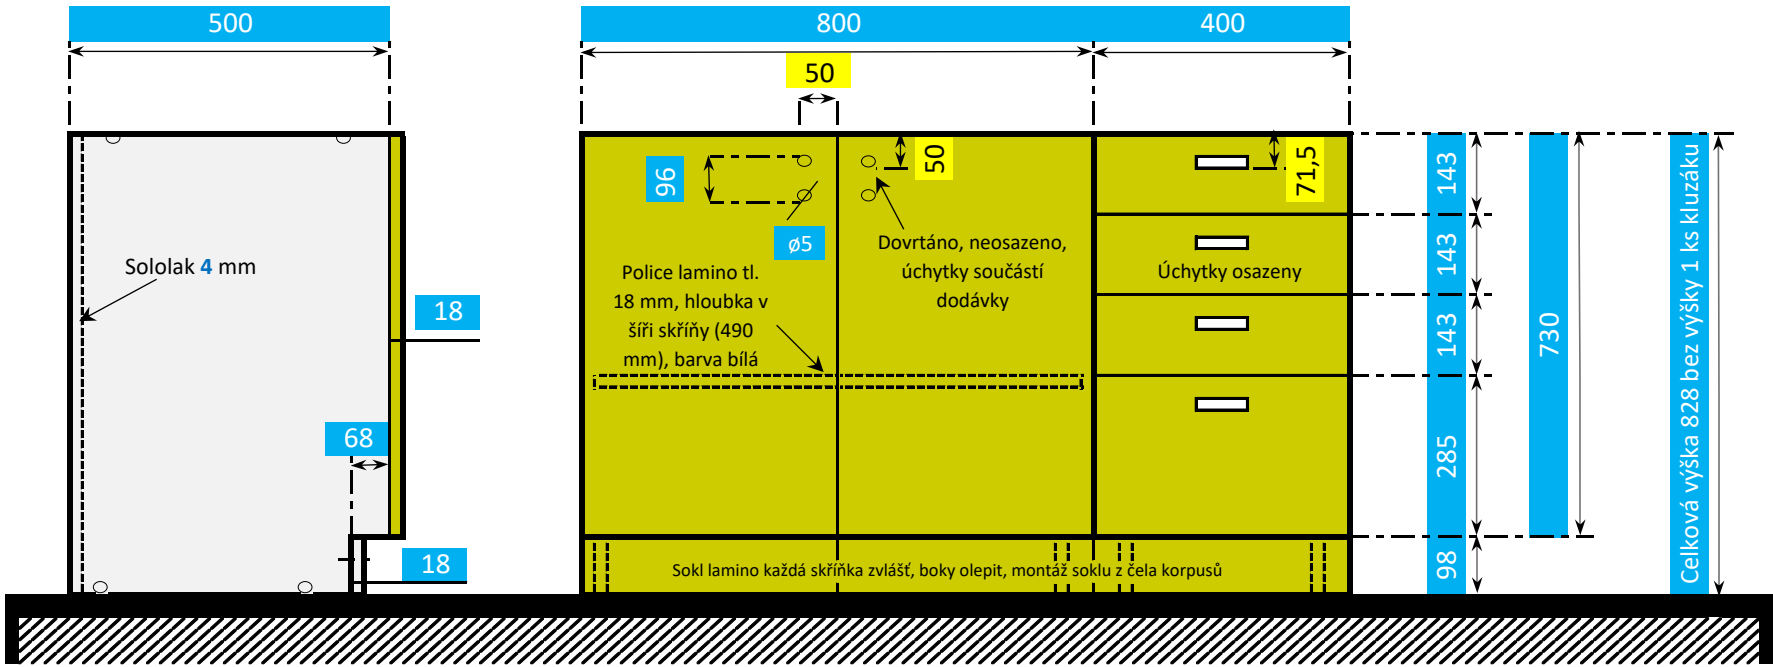 500
800
400
50
96
50
71,5
ø5
Sololak 4 mm
18
68
18
Police lamino tl.
18 mm, hloubka v
šíři skříňy (490
mm), barva bílá
Dovrtáno, neosazeno,
úchytky součástí
dodávky
Úchytky osazeny
Sokl lamino každá skříňka zvlášť, boky olepit, montáž soklu z čela korpusů
143
143
143
285
98
730
Celková výška 828 bez výšky 1 ks kluzáku